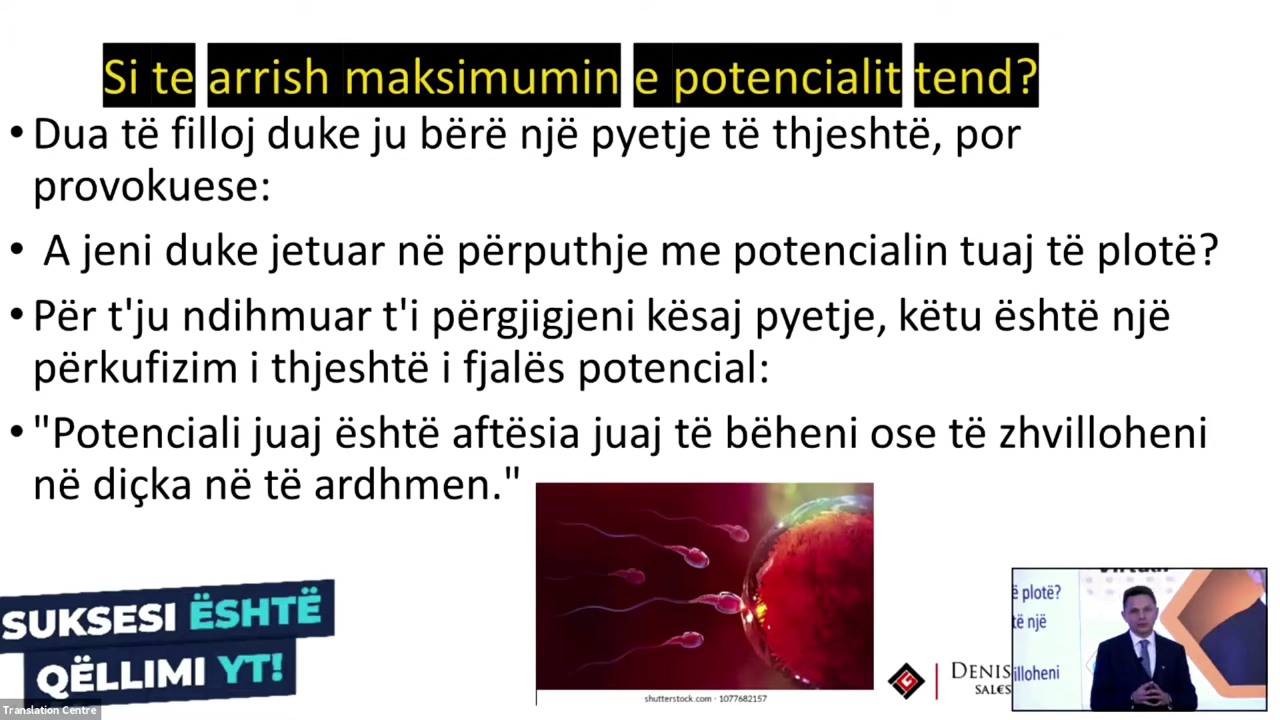 Si te arrish maksimumin e potencialit tend?
• Dua të filloj duke ju bërë një pyetje të thjeshtë, por
provokuese:
• A jeni duke jetuar në përputhje me potencialin tuaj të plotë?
• Për t'ju ndihmuar t'i përgjigjeni kësaj pyetje, këtu është një
përkufizim i thjeshtë i fjalës potencial:
• "Potenciali juaj është aftësia juaj të bëheni ose të zhvilloheni
në diçka në të ardhmen."
SUKSESI ËSHTË
QËLLIMI YT!
Translation Centre
shutterstock.com · 1077682157
DENIS
SALES
ë plotë?
të një
illoheni